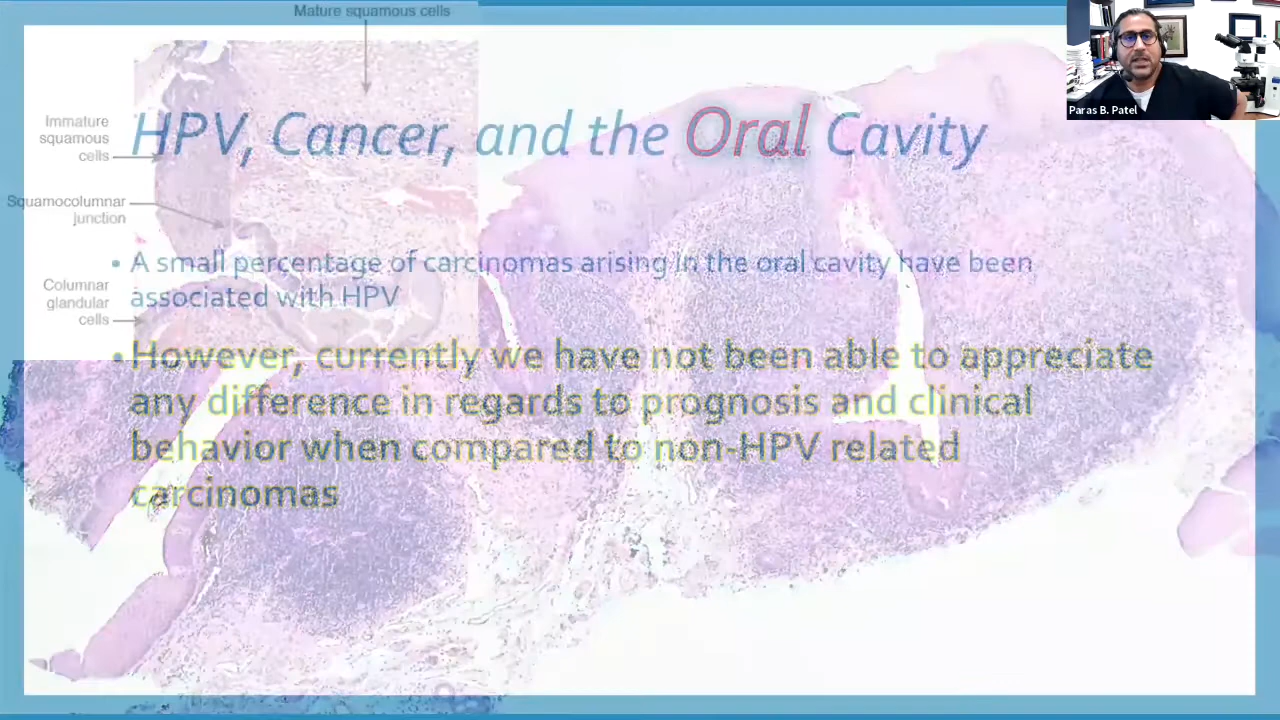 Mature squamous cells
Paras B. Patel
Immature
squamous
cells
HPV, Cancer, and the Oral Cavity
Squamocolumnar
junction
• A small percentage of carcinomas arising in the oral cavity have been
associated with HPV
Columnar
glandular
cells
• However, currently we have not been able to appreciate
any difference in regards to prognosis and clinical
behavior when compared to non-HPV related
carcinomas